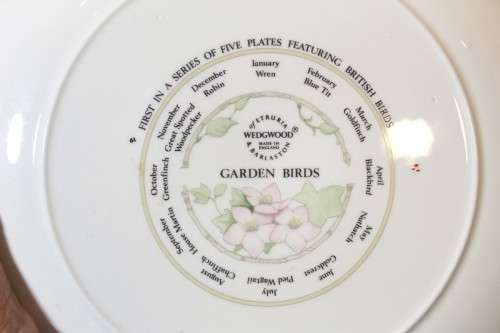 FIRST IN A SERIES OF FIVE PLATES FEATURING BRITISH BIRDS
January
Wren
February
Blue Tit
March
Goldfinch
April
Blackbird
May
Nuthatch
June
Goldcrest
July
Pied Wagtail
August
Chaffinch
September
House Martin
October
Greenfinch
November
Great Spotted
Woodpecker
December
Robin
of ETRURIA
WEDGWOOD®
MADE IN
ENGLAND
& BARLASTON
GARDEN BIRDS